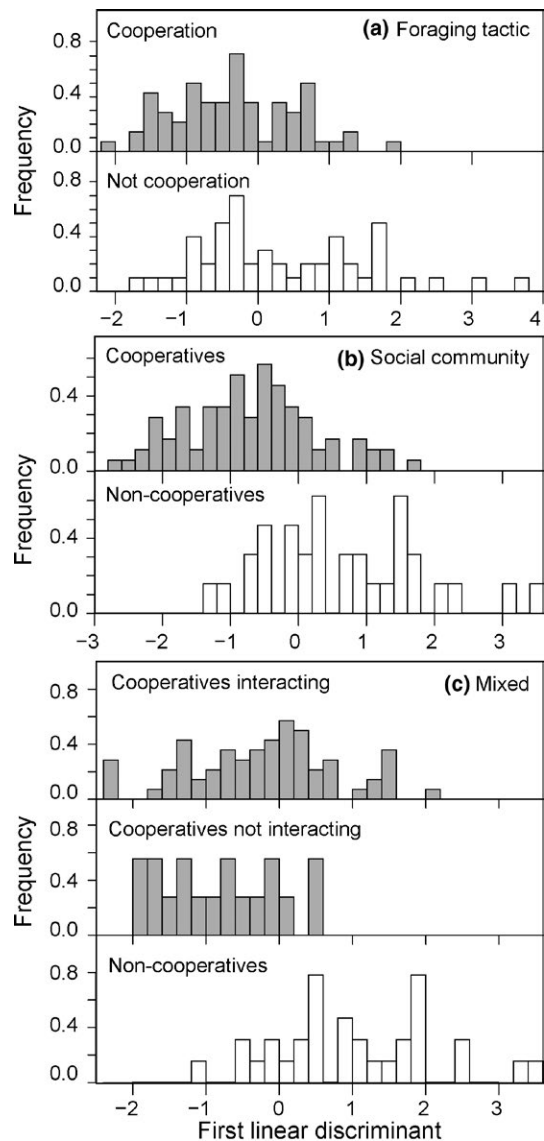 Cooperation (a) Foraging tactic
0.8
0.4
0.0
Not cooperation
0.8
0.4
0.0
Frequency
−2 −1 0 1 2 3 4
Cooperatives (b) Social community
0.4
0.0
Non-cooperatives
0.4
0.0
Frequency
−3 −2 −1 0 1 2 3
Cooperatives interacting (c) Mixed
0.8
0.4
0.0
Cooperatives not interacting
0.8
0.4
0.0
Frequency
Non-cooperatives
0.8
0.4
0.0
−2 −1 0 1 2 3
First linear discriminant